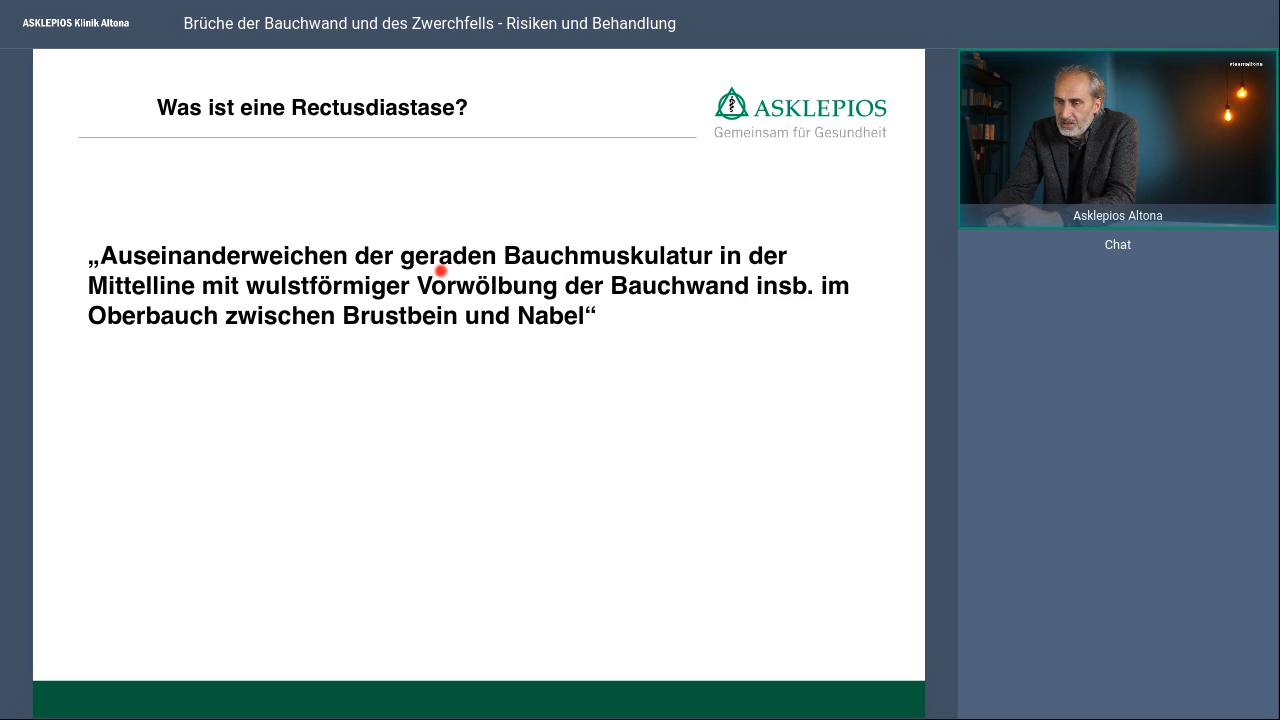 ASKLEPIOS Klinik Altona
Brüche der Bauchwand und des Zwerchfells - Risiken und Behandlung
Was ist eine Rectusdiastase?
ASKLEPIOS
Gemeinsam für Gesundheit
„Auseinanderweichen der geraden Bauchmuskulatur in der
Mittelline mit wulstförmiger Vorwölbung der Bauchwand insb. im
Oberbauch zwischen Brustbein und Nabel“
#teamaltona
Asklepios Altona
Chat